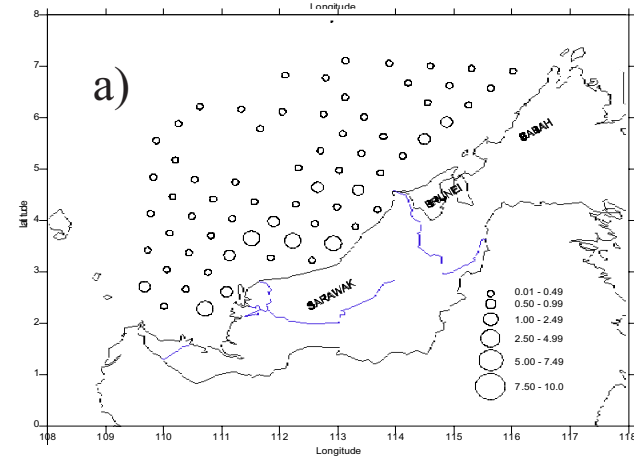 Longitude
8
7
6
5
4
3
2
1
0
a)
latitude
SABAH
BRUNEI
SARAWAK
0.01 - 0.49
0.50 - 0.99
1.00 - 2.49
2.50 - 4.99
5.00 - 7.49
7.50 - 10.0
108 109 110 111 112 113 114 115 116 117 118
Longitude